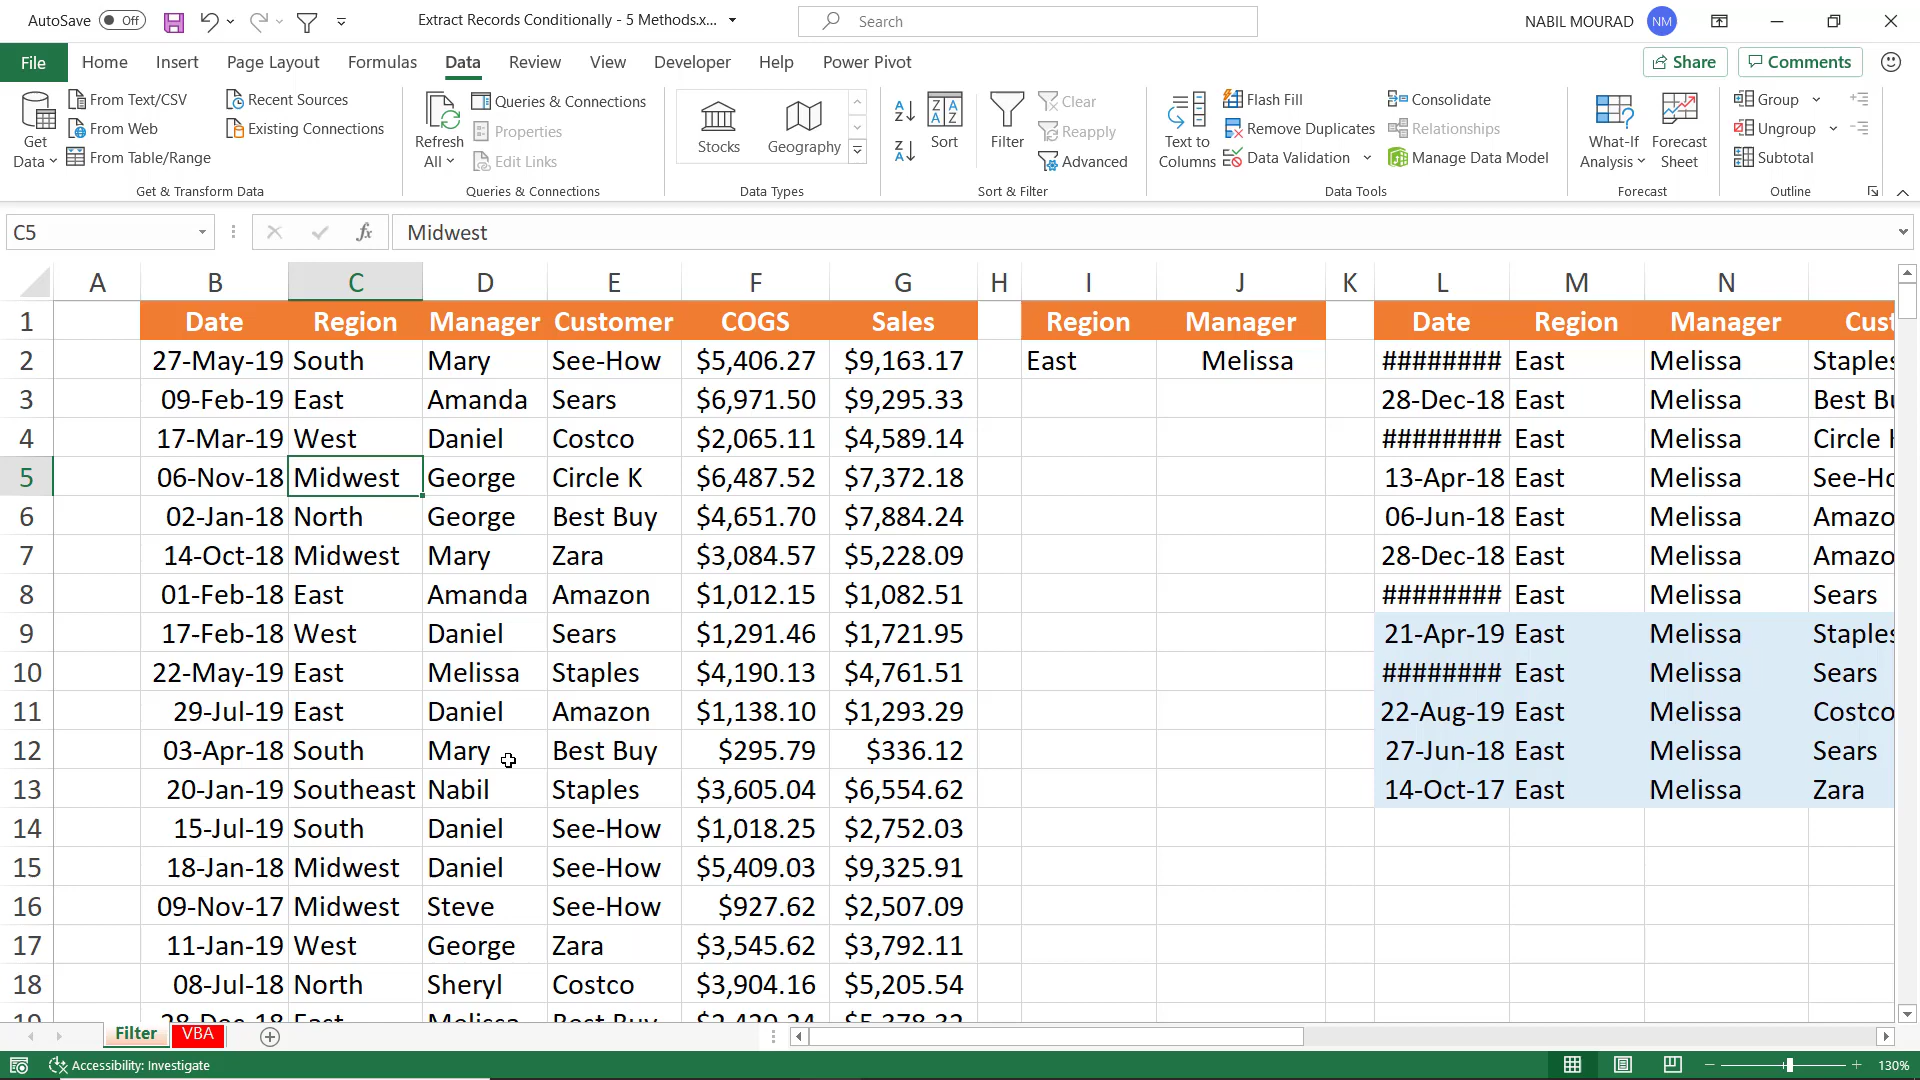 AutoSave Off Extract Records Conditionally - 5 Methods.x... Search NABIL MOURAD NM
File Home Insert Page Layout Formulas Data Review View Developer Help Power Pivot Share Comments
Get Data From Text/CSV Recent Sources
From Web Existing Connections
From Table/Range
Get & Transform Data
Refresh All Queries & Connections
Properties
Edit Links
Queries & Connections
Stocks Geography
Data Types
Sort Filter Clear
Reapply
Advanced
Sort & Filter
Text to Columns Flash Fill Consolidate
Remove Duplicates Relationships
Data Validation Manage Data Model
Data Tools
What-If Analysis Forecast Sheet
Forecast
Group
Ungroup
Subtotal
Outline
C5 fx Midwest
A B C D E F G H I J K L M N
1 Date Region Manager Customer COGS Sales Region Manager Date Region Manager Cust
2 27-May-19 South Mary See-How $5,406.27 $9,163.17 East Melissa ######## East Melissa Staples
3 09-Feb-19 East Amanda Sears $6,971.50 $9,295.33 28-Dec-18 East Melissa Best Bu
4 17-Mar-19 West Daniel Costco $2,065.11 $4,589.14 ######## East Melissa Circle K
5 06-Nov-18 Midwest George Circle K $6,487.52 $7,372.18 13-Apr-18 East Melissa See-Ho
6 02-Jan-18 North George Best Buy $4,651.70 $7,884.24 06-Jun-18 East Melissa Amazo
7 14-Oct-18 Midwest Mary Zara $3,084.57 $5,228.09 28-Dec-18 East Melissa Amazo
8 01-Feb-18 East Amanda Amazon $1,012.15 $1,082.51 ######## East Melissa Sears
9 17-Feb-18 West Daniel Sears $1,291.46 $1,721.95 21-Apr-19 East Melissa Staples
10 22-May-19 East Melissa Staples $4,190.13 $4,761.51 ######## East Melissa Sears
11 29-Jul-19 East Daniel Amazon $1,138.10 $1,293.29 22-Aug-19 East Melissa Costco
12 03-Apr-18 South Mary Best Buy $295.79 $336.12 27-Jun-18 East Melissa Sears
13 20-Jan-19 Southeast Nabil Staples $3,605.04 $6,554.62 14-Oct-17 East Melissa Zara
14 15-Jul-19 South Daniel See-How $1,018.25 $2,752.03
15 18-Jan-18 Midwest Daniel See-How $5,409.03 $9,325.91
16 09-Nov-17 Midwest Steve See-How $927.62 $2,507.09
17 11-Jan-19 West George Zara $3,545.62 $3,792.11
18 08-Jul-18 North Sheryl Costco $3,904.16 $5,205.54
19 28-Dec-18 East Melissa Best Buy
Filter VBA
Accessibility: Investigate 130%